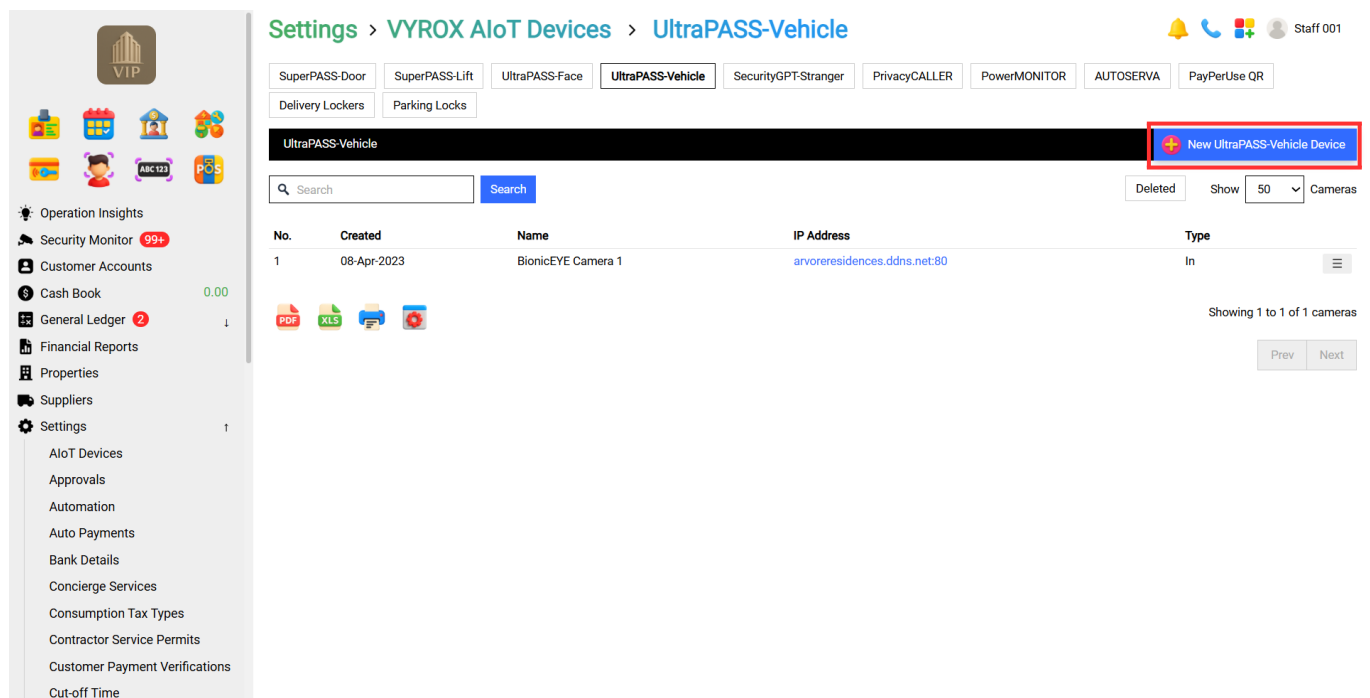 VIP
ABC 123
POS
Operation Insights
Security Monitor 99+
Customer Accounts
Cash Book 0.00
General Ledger 2 ↓
Financial Reports
Properties
Suppliers
Settings ↑
AIoT Devices
Approvals
Automation
Auto Payments
Bank Details
Concierge Services
Consumption Tax Types
Contractor Service Permits
Customer Payment Verifications
Cut-off Time
Settings › VYROX AIoT Devices › UltraPASS-Vehicle
Staff 001
SuperPASS-Door SuperPASS-Lift UltraPASS-Face UltraPASS-Vehicle SecurityGPT-Stranger PrivacyCALLER PowerMONITOR AUTOSERVA PayPerUse QR
Delivery Lockers Parking Locks
UltraPASS-Vehicle New UltraPASS-Vehicle Device
Search Search Deleted Show 50 Cameras
No. Created Name IP Address Type
1 08-Apr-2023 BionicEYE Camera 1 arvoreresidences.ddns.net:80 In
PDF XLS
Showing 1 to 1 of 1 cameras
Prev Next